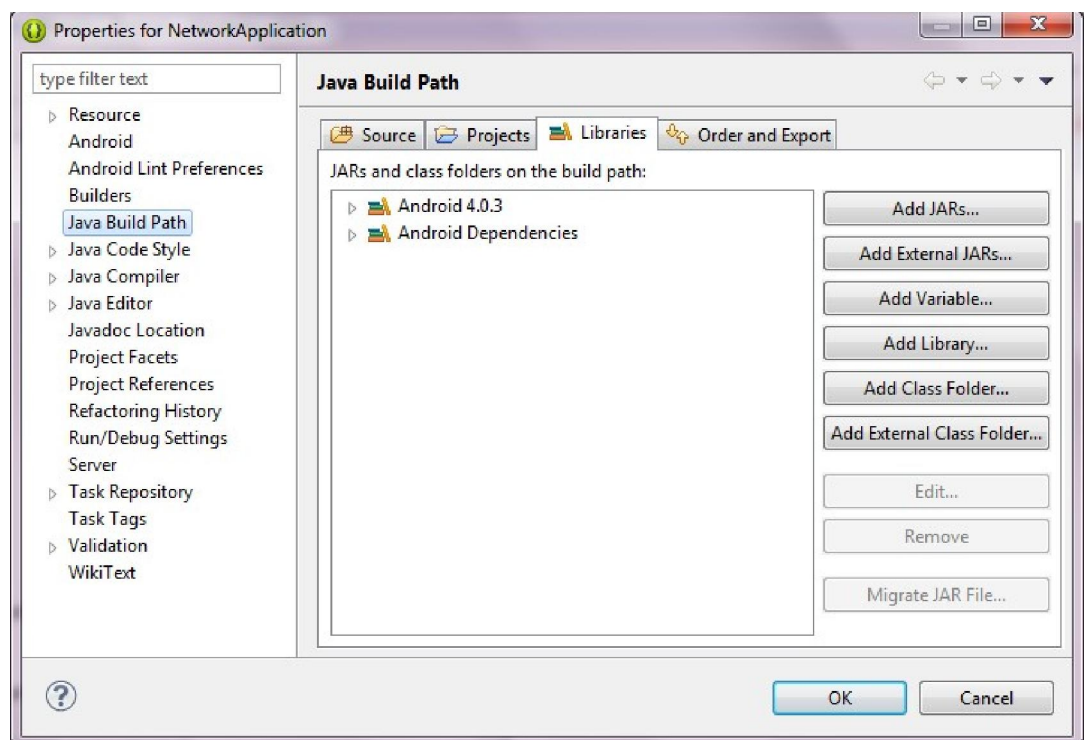 Properties for NetworkApplication
type filter text
Resource
Android
Android Lint Preferences
Builders
Java Build Path
Java Code Style
Java Compiler
Java Editor
Javadoc Location
Project Facets
Project References
Refactoring History
Run/Debug Settings
Server
Task Repository
Task Tags
Validation
WikiText
Java Build Path
Source Projects Libraries Order and Export
JARs and class folders on the build path:
Android 4.0.3
Android Dependencies
Add JARs...
Add External JARs...
Add Variable...
Add Library...
Add Class Folder...
Add External Class Folder...
Edit...
Remove
Migrate JAR File...
OK Cancel